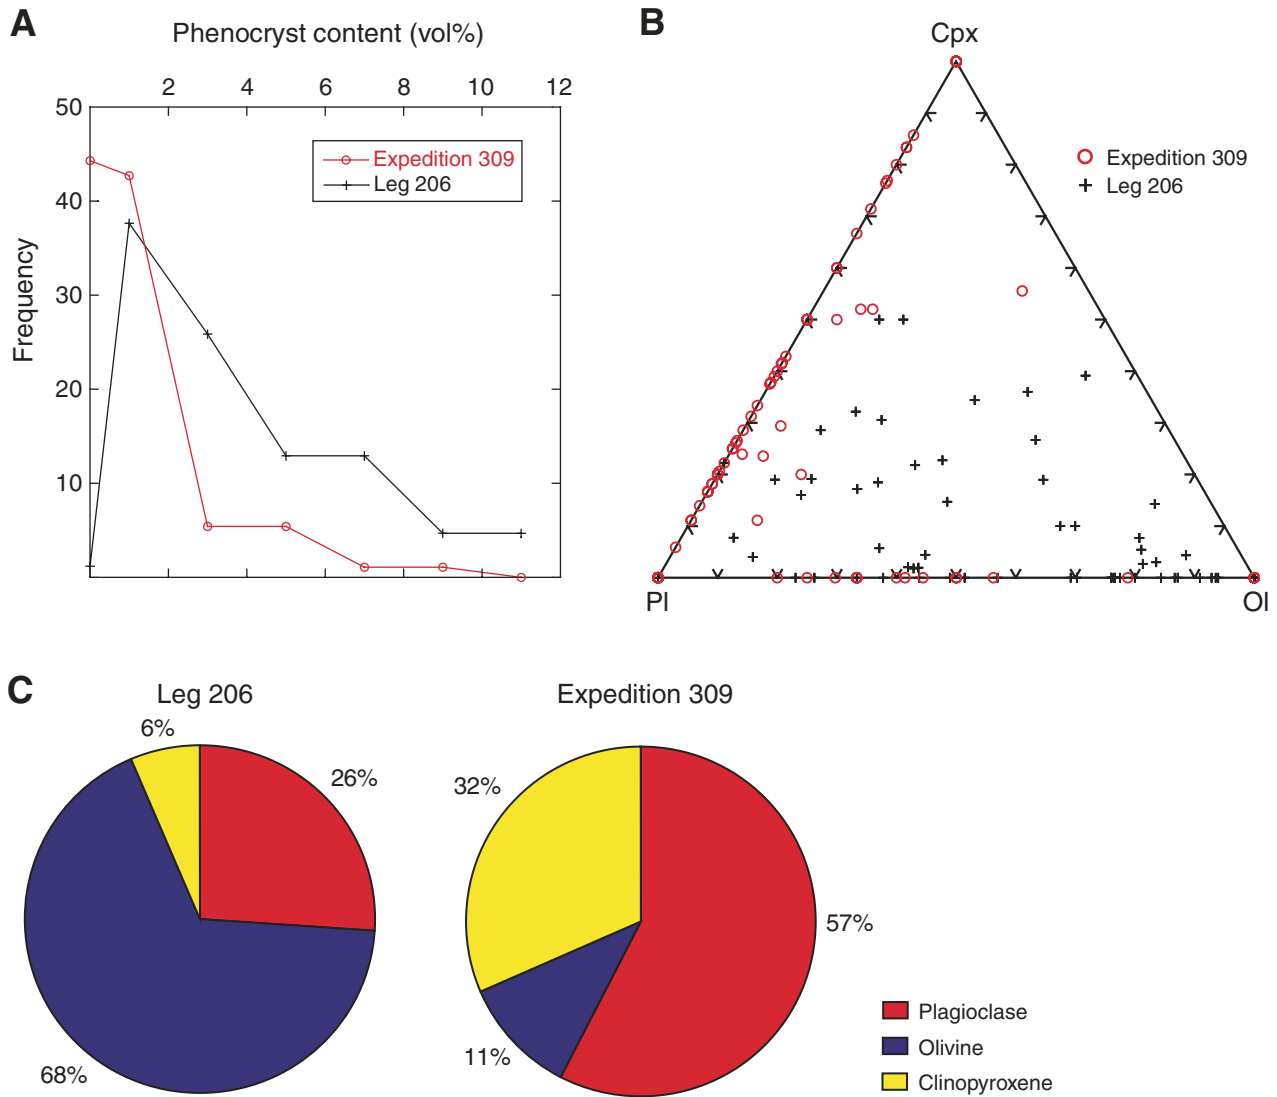 A
Phenocryst content (vol%)
2 4 6 8 10 12
50
40
30
20
10
Frequency
Expedition 309
Leg 206
B
Cpx
Expedition 309
Leg 206
Pl
Ol
C
Leg 206
6%
26%
68%
Expedition 309
32%
57%
11%
Plagioclase
Olivine
Clinopyroxene